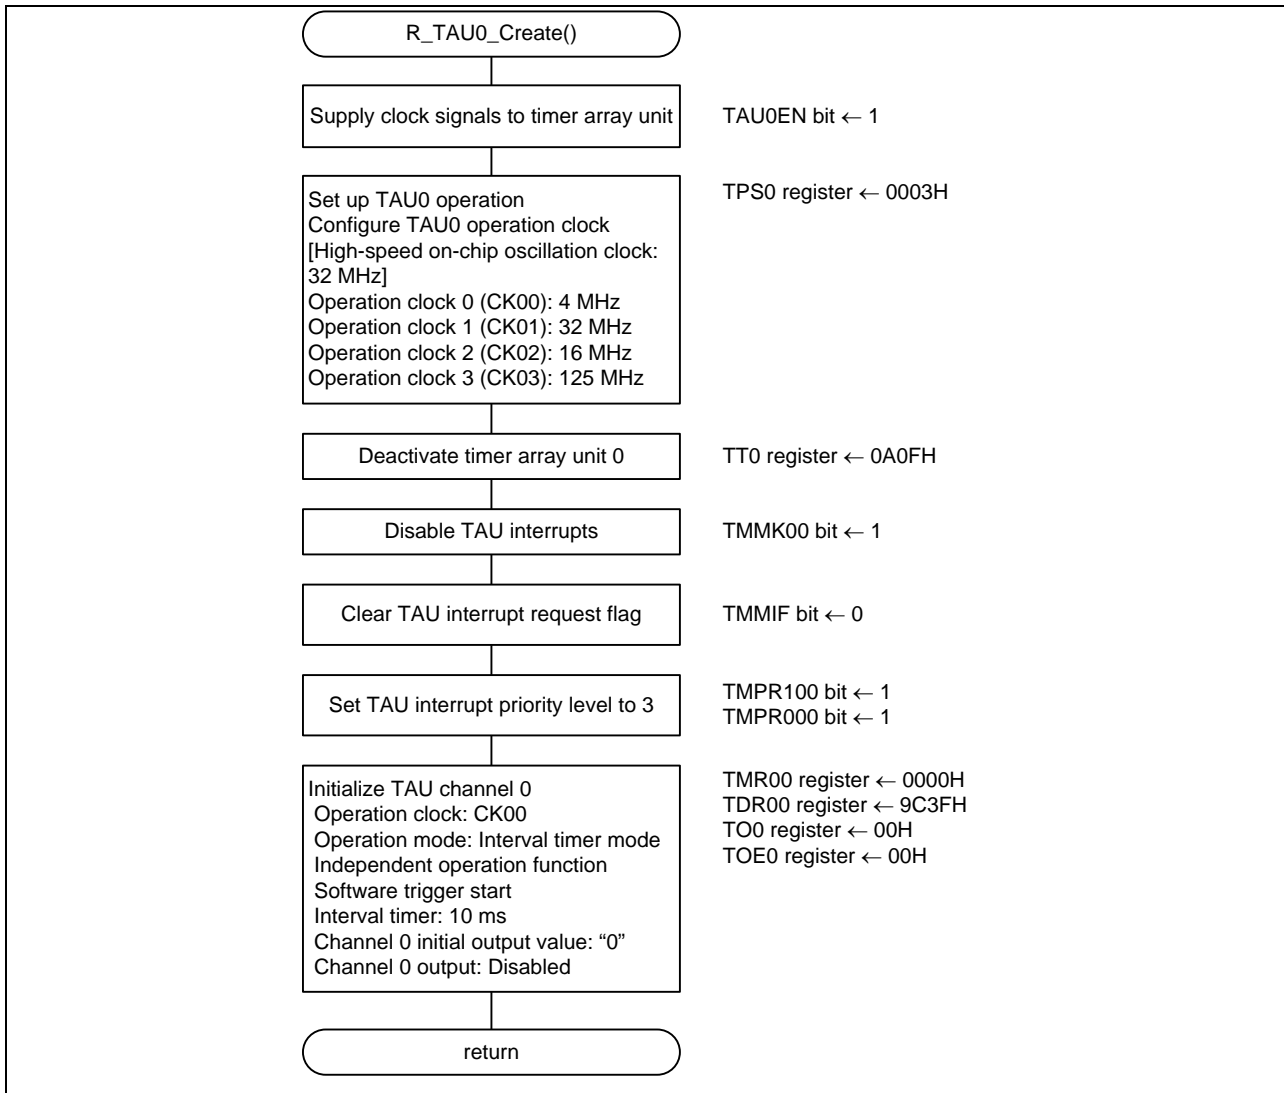 R_TAU0_Create()
Supply clock signals to timer array unit
TAU0EN bit ← 1
Set up TAU0 operation
Configure TAU0 operation clock
[High-speed on-chip oscillation clock:
32 MHz]
Operation clock 0 (CK00): 4 MHz
Operation clock 1 (CK01): 32 MHz
Operation clock 2 (CK02): 16 MHz
Operation clock 3 (CK03): 125 MHz
TPS0 register ← 0003H
Deactivate timer array unit 0
TT0 register ← 0A0FH
Disable TAU interrupts
TMMK00 bit ← 1
Clear TAU interrupt request flag
TMMIF bit ← 0
Set TAU interrupt priority level to 3
TMPR100 bit ← 1
TMPR000 bit ← 1
Initialize TAU channel 0
Operation clock: CK00
Operation mode: Interval timer mode
Independent operation function
Software trigger start
Interval timer: 10 ms
Channel 0 initial output value: “0”
Channel 0 output: Disabled
TMR00 register ← 0000H
TDR00 register ← 9C3FH
TO0 register ← 00H
TOE0 register ← 00H
return